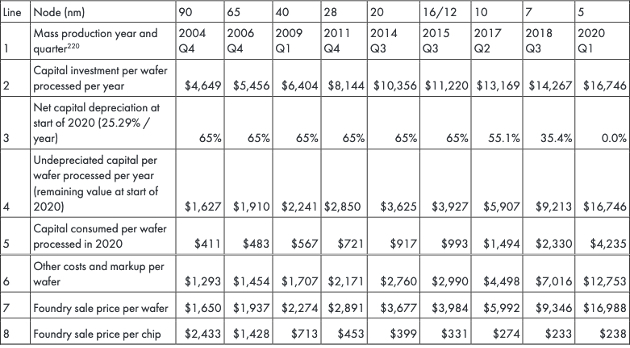 Line Node (nm) 90 65 40 28 20 16/12 10 7 5
1 Mass production year and quarter220 2004 Q4 2006 Q4 2009 Q1 2011 Q4 2014 Q3 2015 Q3 2017 Q2 2018 Q3 2020 Q1
2 Capital investment per wafer processed per year $4,649 $5,456 $6,404 $8,144 $10,356 $11,220 $13,169 $14,267 $16,746
3 Net capital depreciation at start of 2020 (25.29% / year) 65% 65% 65% 65% 65% 65% 55.1% 35.4% 0.0%
4 Undepreciated capital per wafer processed per year (remaining value at start of 2020) $1,627 $1,910 $2,241 $2,850 $3,625 $3,927 $5,907 $9,213 $16,746
5 Capital consumed per wafer processed in 2020 $411 $483 $567 $721 $917 $993 $1,494 $2,330 $4,235
6 Other costs and markup per wafer $1,293 $1,454 $1,707 $2,171 $2,760 $2,990 $4,498 $7,016 $12,753
7 Foundry sale price per wafer $1,650 $1,937 $2,274 $2,891 $3,677 $3,984 $5,992 $9,346 $16,988
8 Foundry sale price per chip $2,433 $1,428 $713 $453 $399 $331 $274 $233 $238